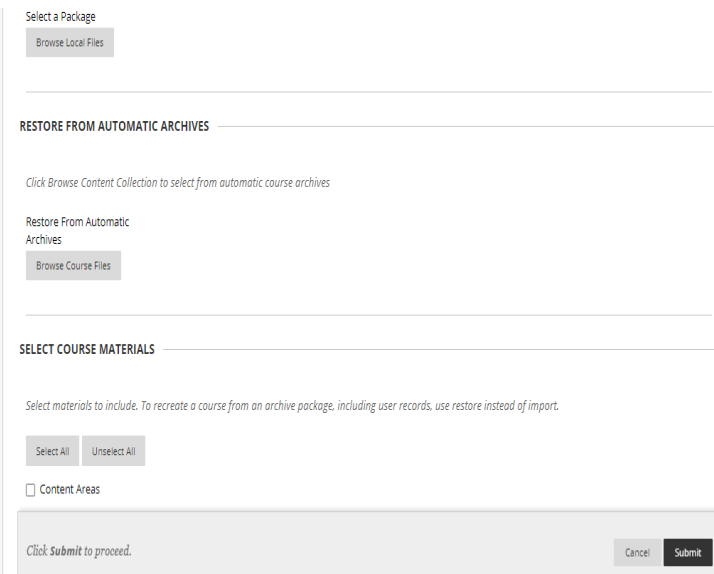 Select a Package
Browse Local Files
RESTORE FROM AUTOMATIC ARCHIVES
Click Browse Content Collection to select from automatic course archives
Restore From Automatic
Archives
Browse Course Files
SELECT COURSE MATERIALS
Select materials to include. To recreate a course from an archive package, including user records, use restore instead of import.
Select All Unselect All
Content Areas
Click Submit to proceed. Cancel Submit